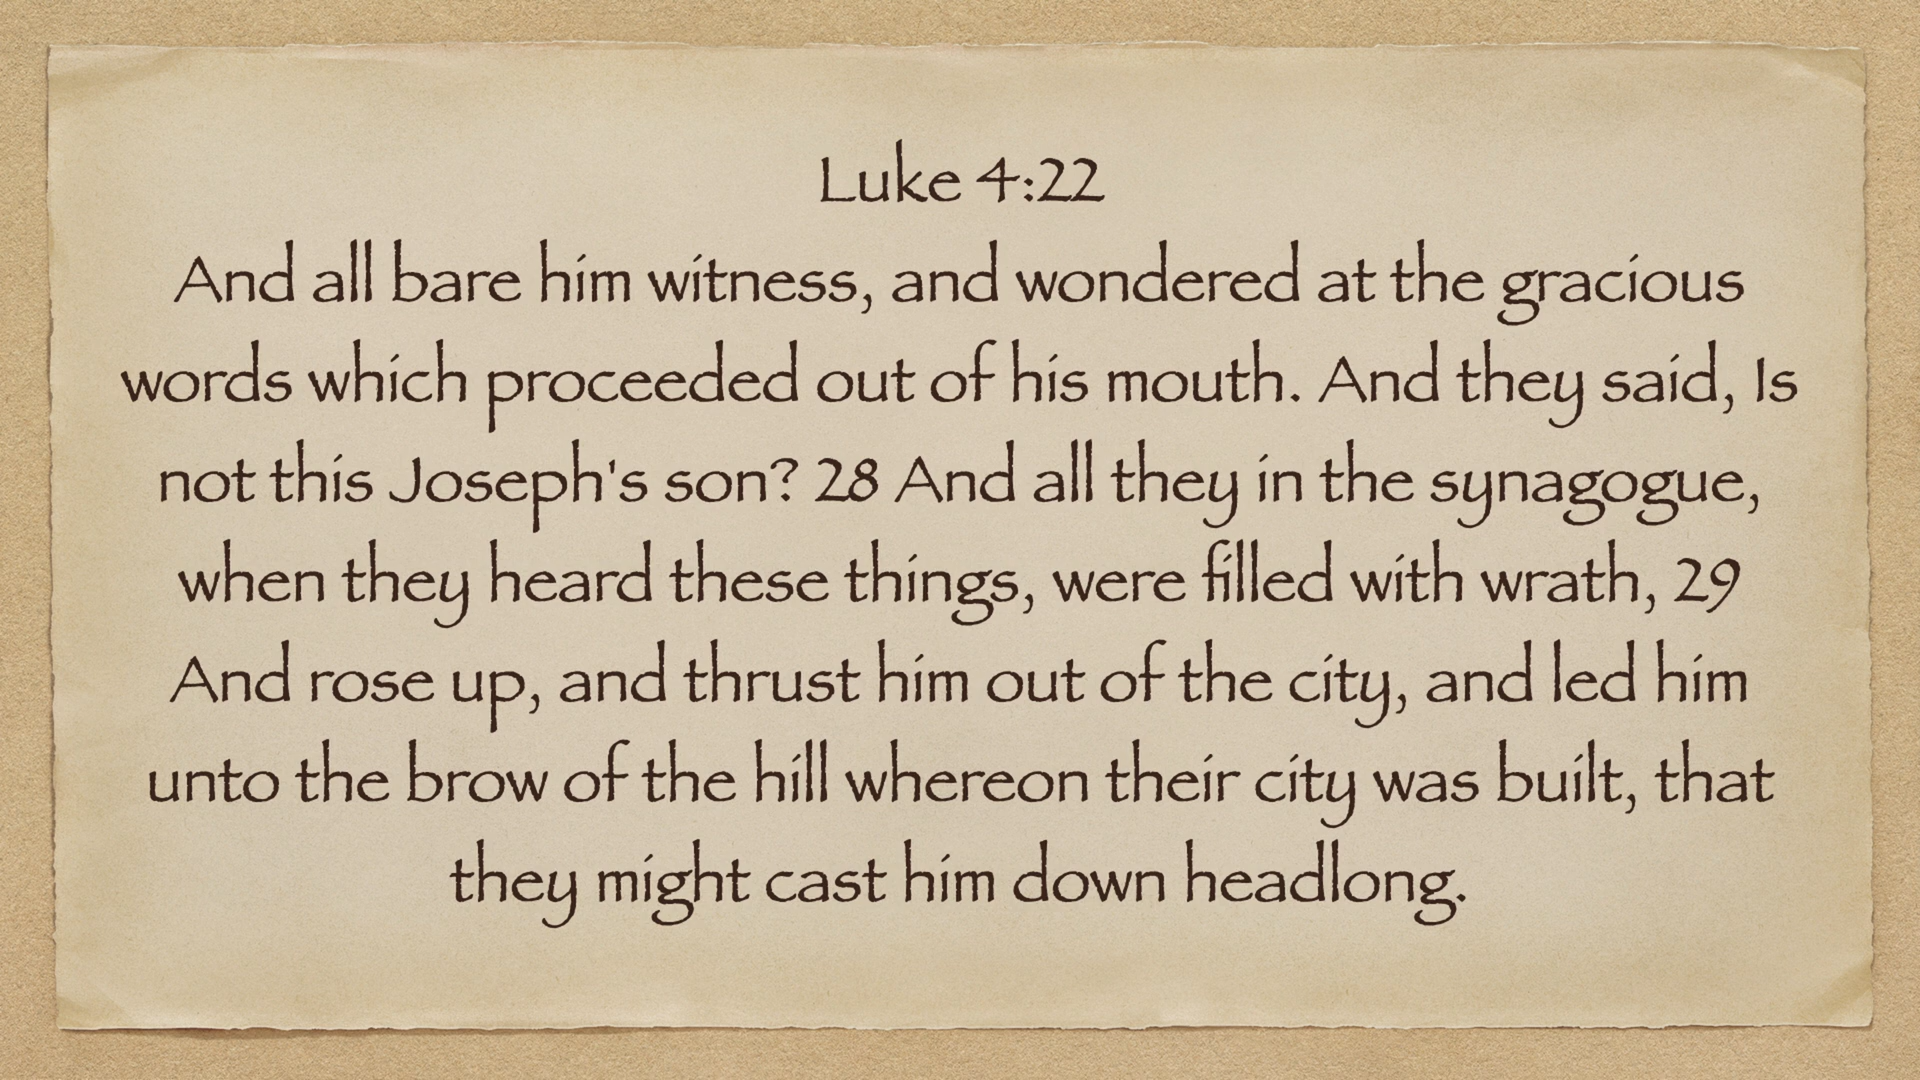 Luke 4:22
And all bare him witness, and wondered at the gracious
words which proceeded out of his mouth. And they said, Is
not this Joseph's son? 28 And all they in the synagogue,
when they heard these things, were filled with wrath, 29
And rose up, and thrust him out of the city, and led him
unto the brow of the hill whereon their city was built, that
they might cast him down headlong.